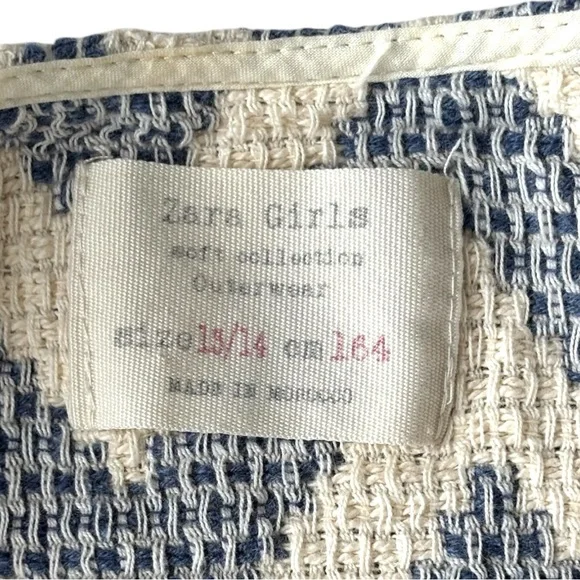 Zara Girls
soft collection
Outerwear
size 13/14 cm 164
MADE IN MOROCCO